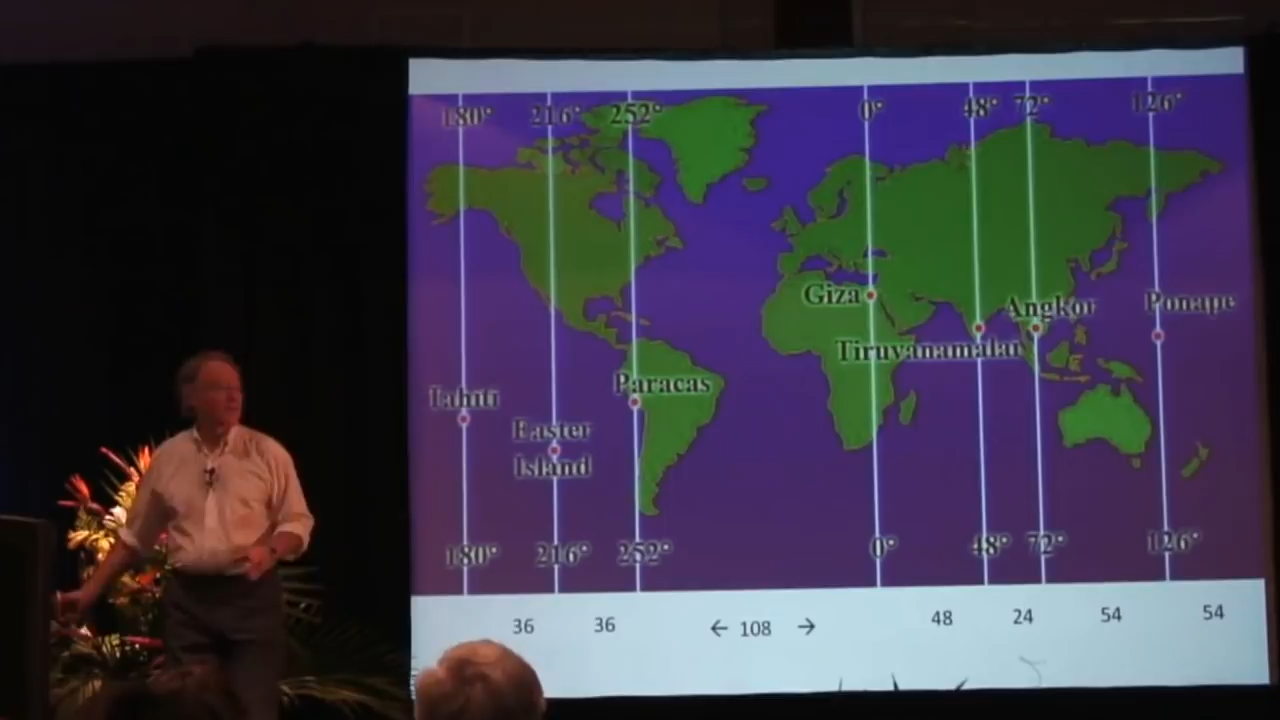 180° 216° 252° 0° 48° 72° 126°
Giza
Angkor
Ponape
Tiruvanamalai
Paracas
Tahiti
Easter
Island
180° 216° 252° 0° 48° 72° 126°
36 36 ← 108 → 48 24 54 54